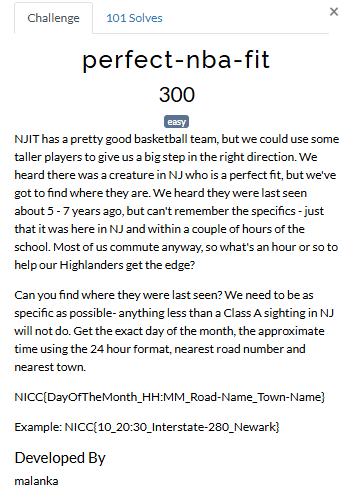 Challenge
101 Solves
×
perfect-nba-fit
300
easy
NJIT has a pretty good basketball team, but we could use some
taller players to give us a big step in the right direction. We
heard there was a creature in NJ who is a perfect fit, but we've
got to find where they are. We heard they were last seen
about 5 - 7 years ago, but can't remember the specifics - just
that it was here in NJ and within a couple of hours of the
school. Most of us commute anyway, so what's an hour or so to
help our Highlanders get the edge?
Can you find where they were last seen? We need to be as
specific as possible- anything less than a Class A sighting in NJ
will not do. Get the exact day of the month, the approximate
time using the 24 hour format, nearest road number and
nearest town.
NICC{DayOfTheMonth_HH:MM_Road-Name_Town-Name}
Example: NICC{10_20:30_Interstate-280_Newark}
Developed By
malanka